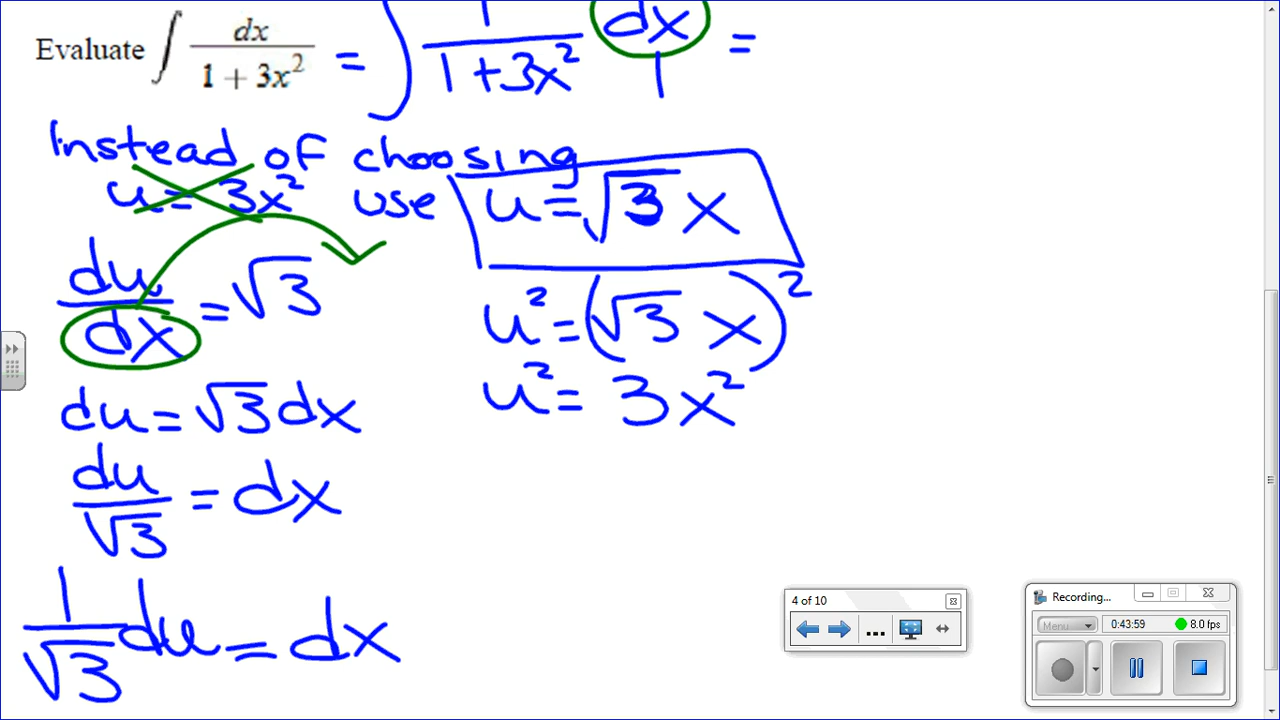 Evaluate ∫ dx / (1 + 3x²) = ∫ 1 / (1+3x²) dx / 1 =
Instead of choosing
u = 3x² use u = √3 x
du/dx = √3
u² = (√3 x)²
u² = 3x²
du = √3 dx
du/√3 = dx
1/√3 du = dx
4 of 10
...
Recording...
Menu
0:43:59
8.0 fps